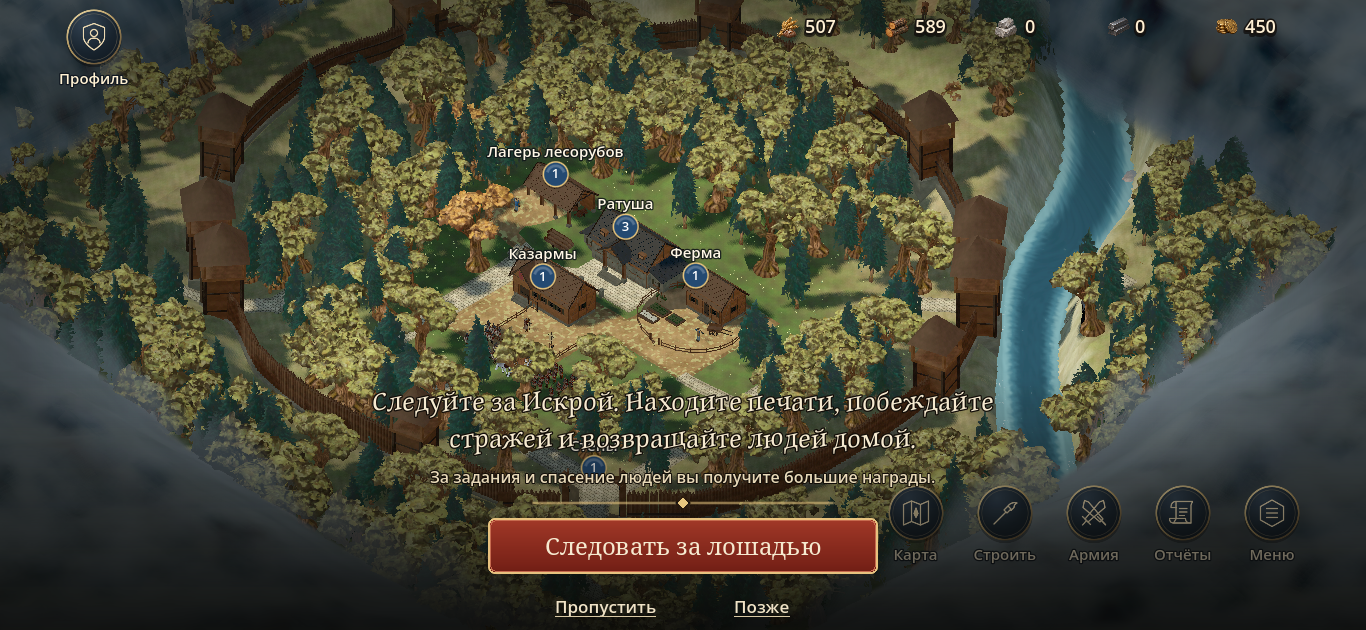 507
589
0
0
450
Профиль
Лагерь лесорубов
1
Ратуша
3
Казармы
1
Ферма
1
Следуйте за Искрой. Находите печати, побеждайте
стражей и возвращайте людей домой.
1
За задания и спасение людей вы получите большие награды.
Следовать за лошадью
Карта
Строить
Армия
Отчёты
Меню
Пропустить
Позже